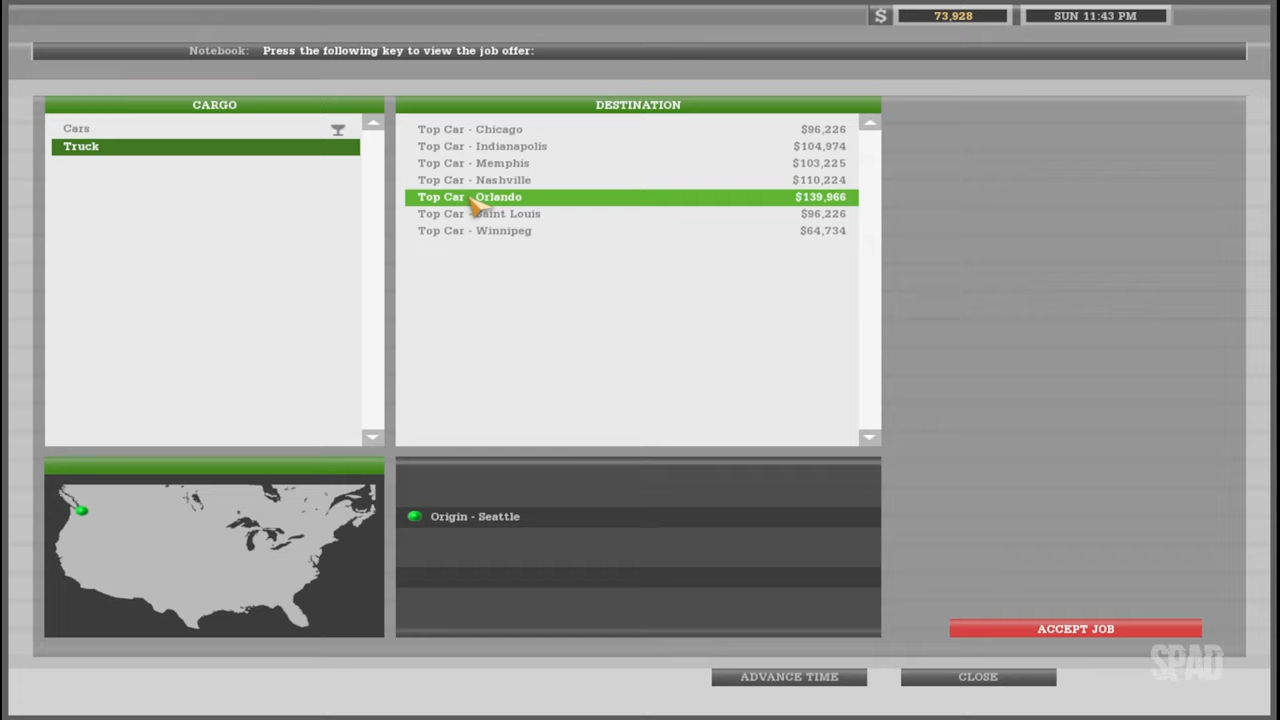 $ 73,928 SUN 11:43 PM
Notebook: Press the following key to view the job offer:
CARGO
Cars
Truck
DESTINATION
Top Car - Chicago $96,226
Top Car - Indianapolis $104,974
Top Car - Memphis $103,225
Top Car - Nashville $110,224
Top Car - Orlando $139,966
Top Car - Saint Louis $96,226
Top Car - Winnipeg $64,734
Origin - Seattle
ACCEPT JOB
SPAD
ADVANCE TIME CLOSE